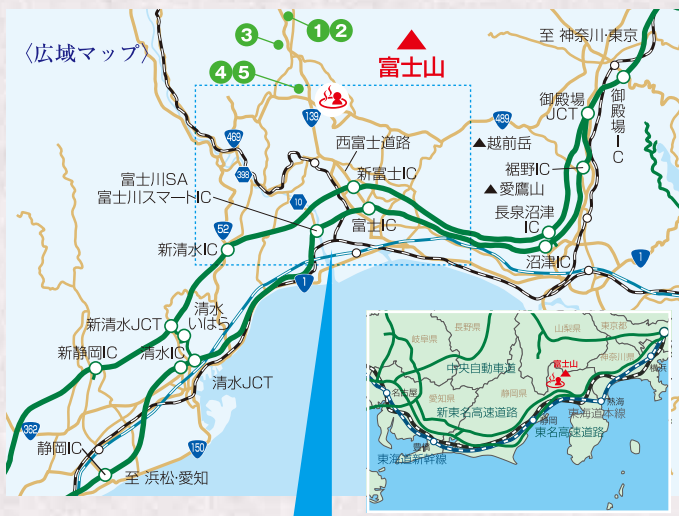 〈広域マップ〉
① ②
③
④ ⑤
富士山
至 神奈川・東京
御殿場
JCT
御殿場IC
139
469
469
398
西富士道路
▲越前岳
裾野IC
▲愛鷹山
新富士IC
富士川SA
富士川スマートIC
10
富士IC
長泉沼津
IC
沼津IC
52
新清水IC
1
1
新清水JCT
清水
いはら
新静岡IC
清水IC
清水JCT
362
静岡IC
150
至 浜松・愛知
長野県
山梨県
東京都
岐阜県
神奈川県
中央自動車道
富士山
横浜
名古屋
愛知県
静岡県
熱海
新東名高速道路
東海道本線
静岡
東名高速道路
豊橋
東海道新幹線